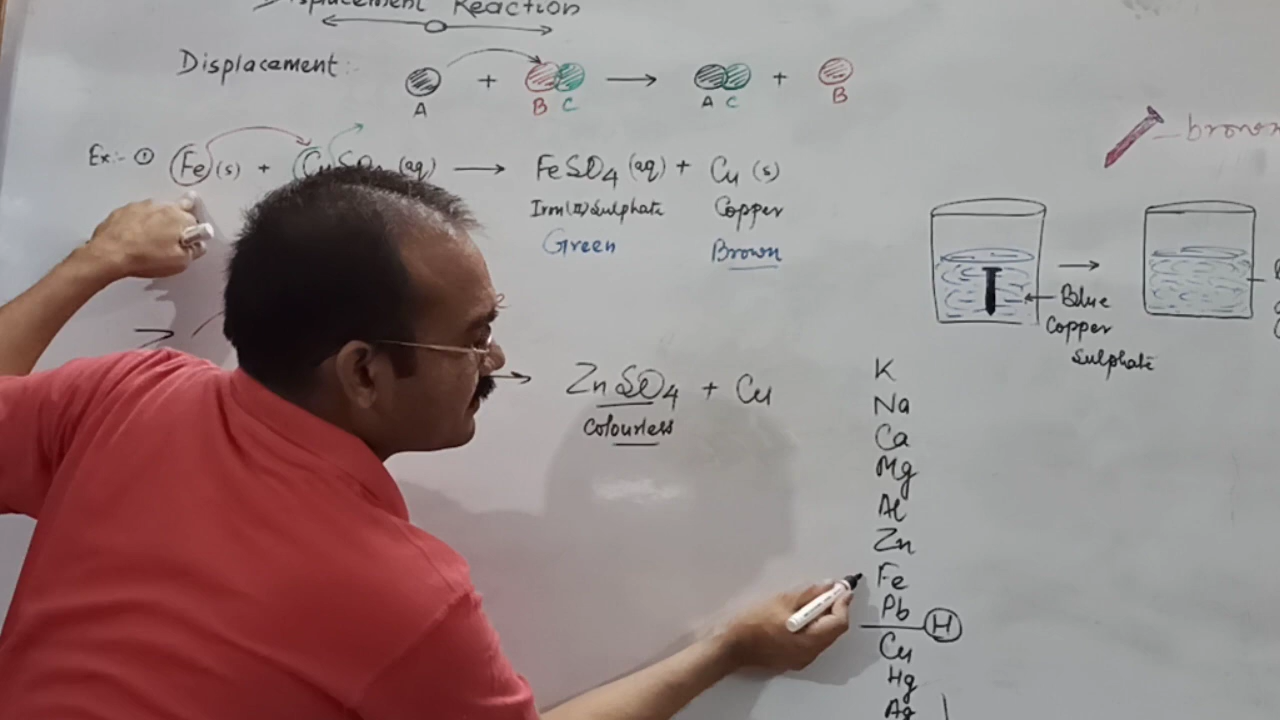 Displacement Reaction
Displacement:
A + B C → A C + B
Ex:- ① Fe (s) + CuSO4 (aq) → FeSO4 (aq) + Cu (s)
Iron(II) Sulphate Copper
Green Brown
brown
Blue
Copper
Sulphate
→ ZnSO4 + Cu
Colourless
K
Na
Ca
Mg
Al
Zn
Fe
Pb
H
Cu
Hg
Ag